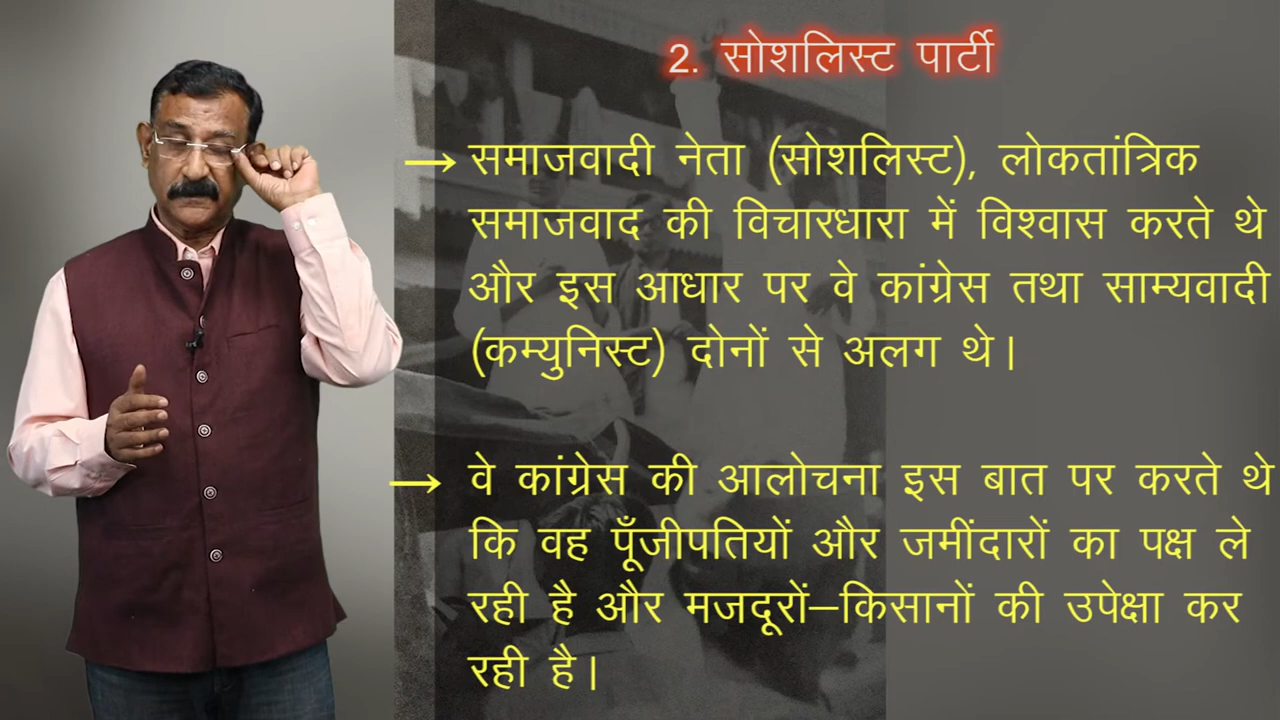 2. सोशलिस्ट पार्टी
→ समाजवादी नेता (सोशलिस्ट), लोकतांत्रिक
समाजवाद की विचारधारा में विश्वास करते थे
और इस आधार पर वे कांग्रेस तथा साम्यवादी
(कम्युनिस्ट) दोनों से अलग थे।
→ वे कांग्रेस की आलोचना इस बात पर करते थे
कि वह पूँजीपतियों और जमींदारों का पक्ष ले
रही है और मजदूरों–किसानों की उपेक्षा कर
रही है।